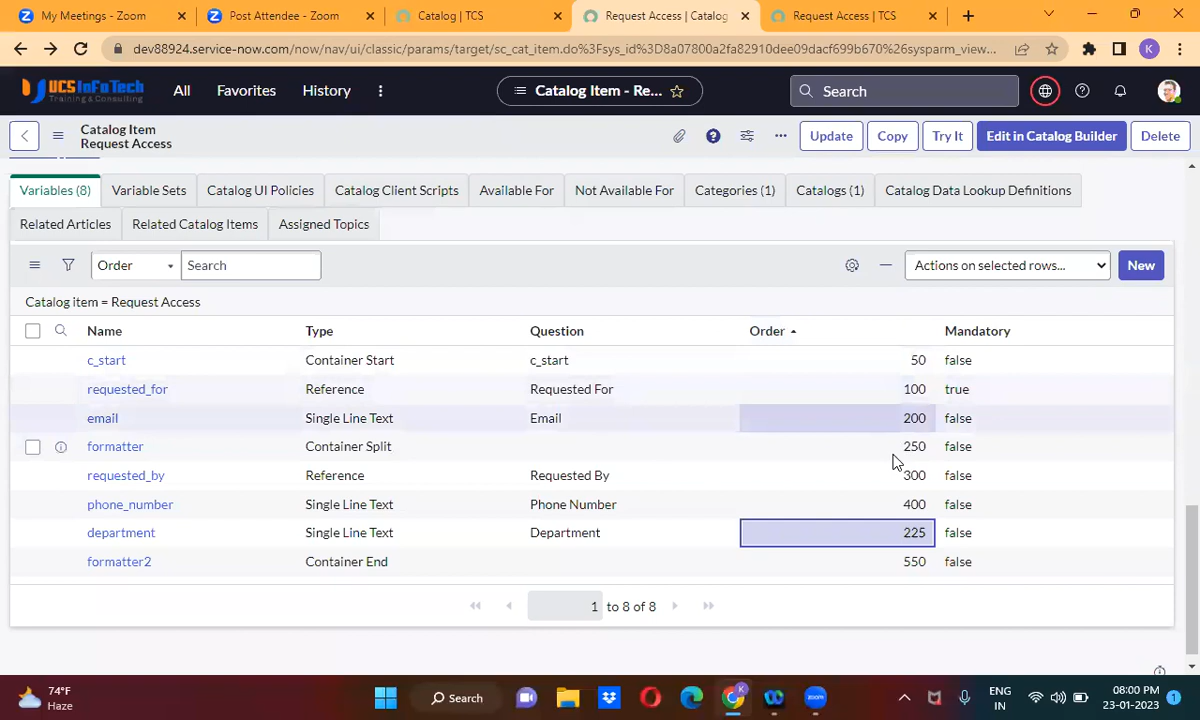 My Meetings - Zoom
Post Attendee - Zoom
Catalog | TCS
Request Access | Catalog
Request Access | TCS
dev88924.service-now.com/now/nav/ui/classic/params/target/sc_cat_item.do%3Fsys_id%3D8a07800a2fa82910dee09dacf699b670%26sysparm_view...
K
UCS InFoTech
Training & Consulting
All
Favorites
History
Catalog Item - Re...
Search
Catalog Item
Request Access
Update
Copy
Try It
Edit in Catalog Builder
Delete
Variables (8)
Variable Sets
Catalog UI Policies
Catalog Client Scripts
Available For
Not Available For
Categories (1)
Catalogs (1)
Catalog Data Lookup Definitions
Related Articles
Related Catalog Items
Assigned Topics
Order
Search
Actions on selected rows...
New
Catalog item = Request Access
Name Type Question Order Mandatory
c_start Container Start c_start 50 false
requested_for Reference Requested For 100 true
email Single Line Text Email 200 false
formatter Container Split 250 false
requested_by Reference Requested By 300 false
phone_number Single Line Text Phone Number 400 false
department Single Line Text Department 225 false
formatter2 Container End 550 false
1 to 8 of 8
74°F
Haze
Search
ENG
IN
08:00 PM
23-01-2023
1